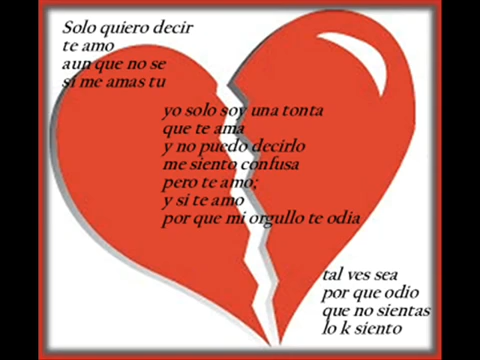 Solo quiero decir
te amo
aun que no se
si me amas tu
yo solo soy una tonta
que te ama
y no puedo decirlo
me siento confusa
pero te amo;
y si te amo
por que mi orgullo te odia
tal ves sea
por que odio
que no sientas
lo k siento